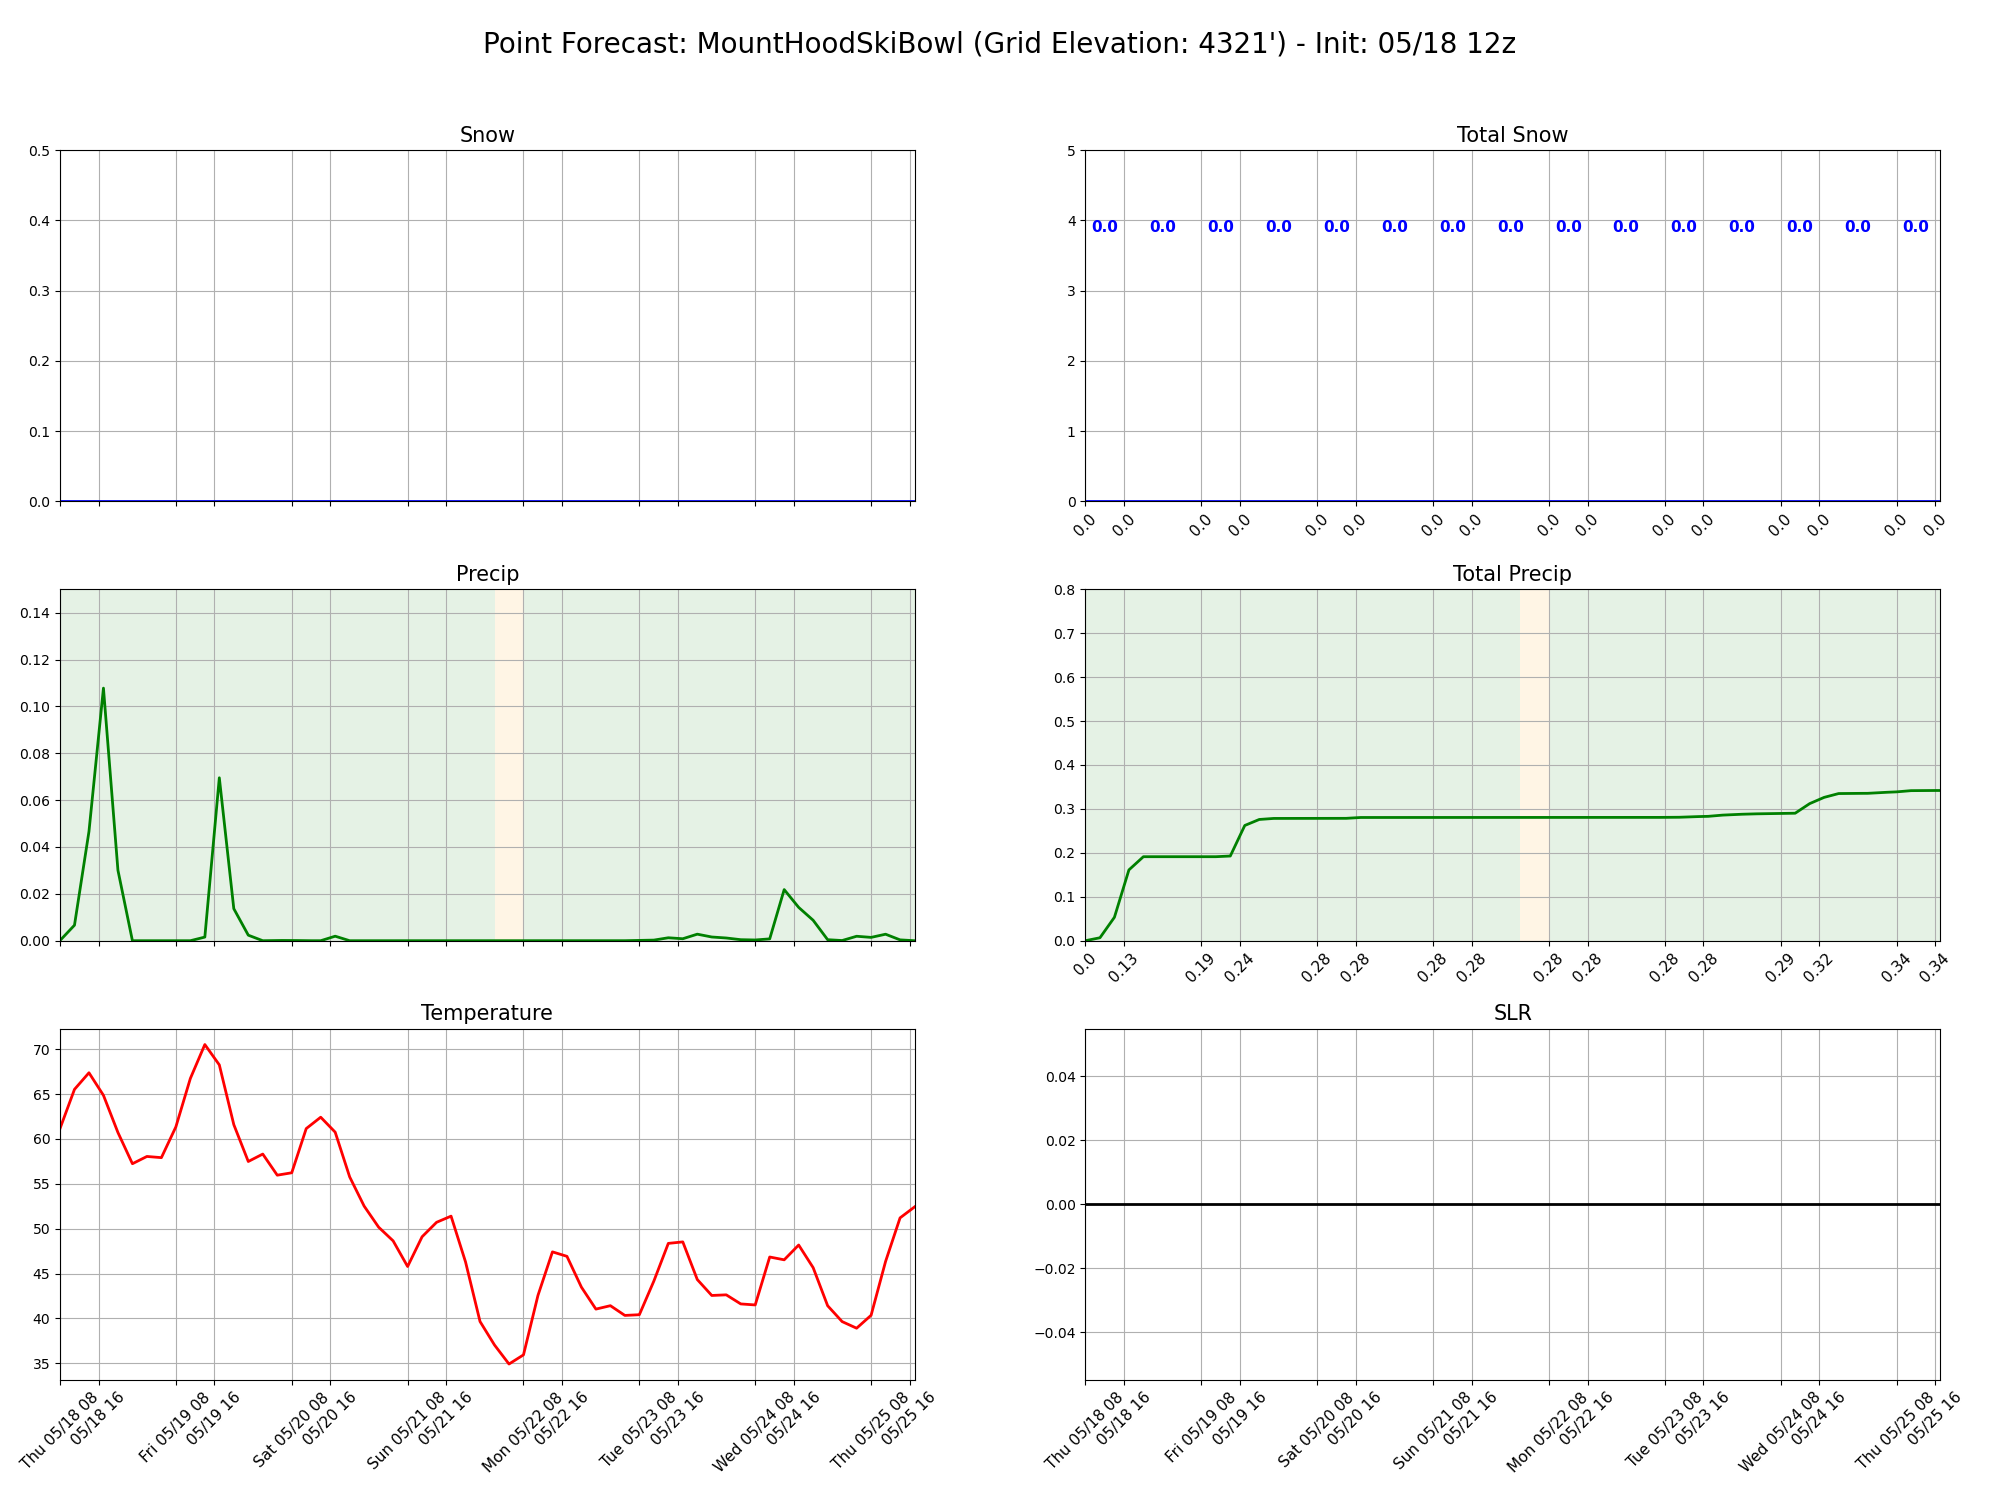 Point Forecast: MountHoodSkiBowl (Grid Elevation: 4321') - Init: 05/18 12z
Snow
0.5
0.4
0.3
0.2
0.1
0.0
Total Snow
5
4
3
2
1
0
0.0 0.0 0.0 0.0 0.0 0.0 0.0 0.0 0.0 0.0 0.0 0.0 0.0 0.0 0.0
0.0 0.0 0.0 0.0 0.0 0.0 0.0 0.0 0.0 0.0 0.0 0.0 0.0 0.0 0.0 0.0
Precip
0.14
0.12
0.10
0.08
0.06
0.04
0.02
0.00
Total Precip
0.8
0.7
0.6
0.5
0.4
0.3
0.2
0.1
0.0
0.0 0.13 0.19 0.24 0.28 0.28 0.28 0.28 0.28 0.28 0.28 0.28 0.29 0.32 0.34 0.34
Temperature
70
65
60
55
50
45
40
35
Thu 05/18 08
05/18 16
Fri 05/19 08
05/19 16
Sat 05/20 08
05/20 16
Sun 05/21 08
05/21 16
Mon 05/22 08
05/22 16
Tue 05/23 08
05/23 16
Wed 05/24 08
05/24 16
Thu 05/25 08
05/25 16
SLR
0.04
0.02
0.00
−0.02
−0.04
Thu 05/18 08
05/18 16
Fri 05/19 08
05/19 16
Sat 05/20 08
05/20 16
Sun 05/21 08
05/21 16
Mon 05/22 08
05/22 16
Tue 05/23 08
05/23 16
Wed 05/24 08
05/24 16
Thu 05/25 08
05/25 16